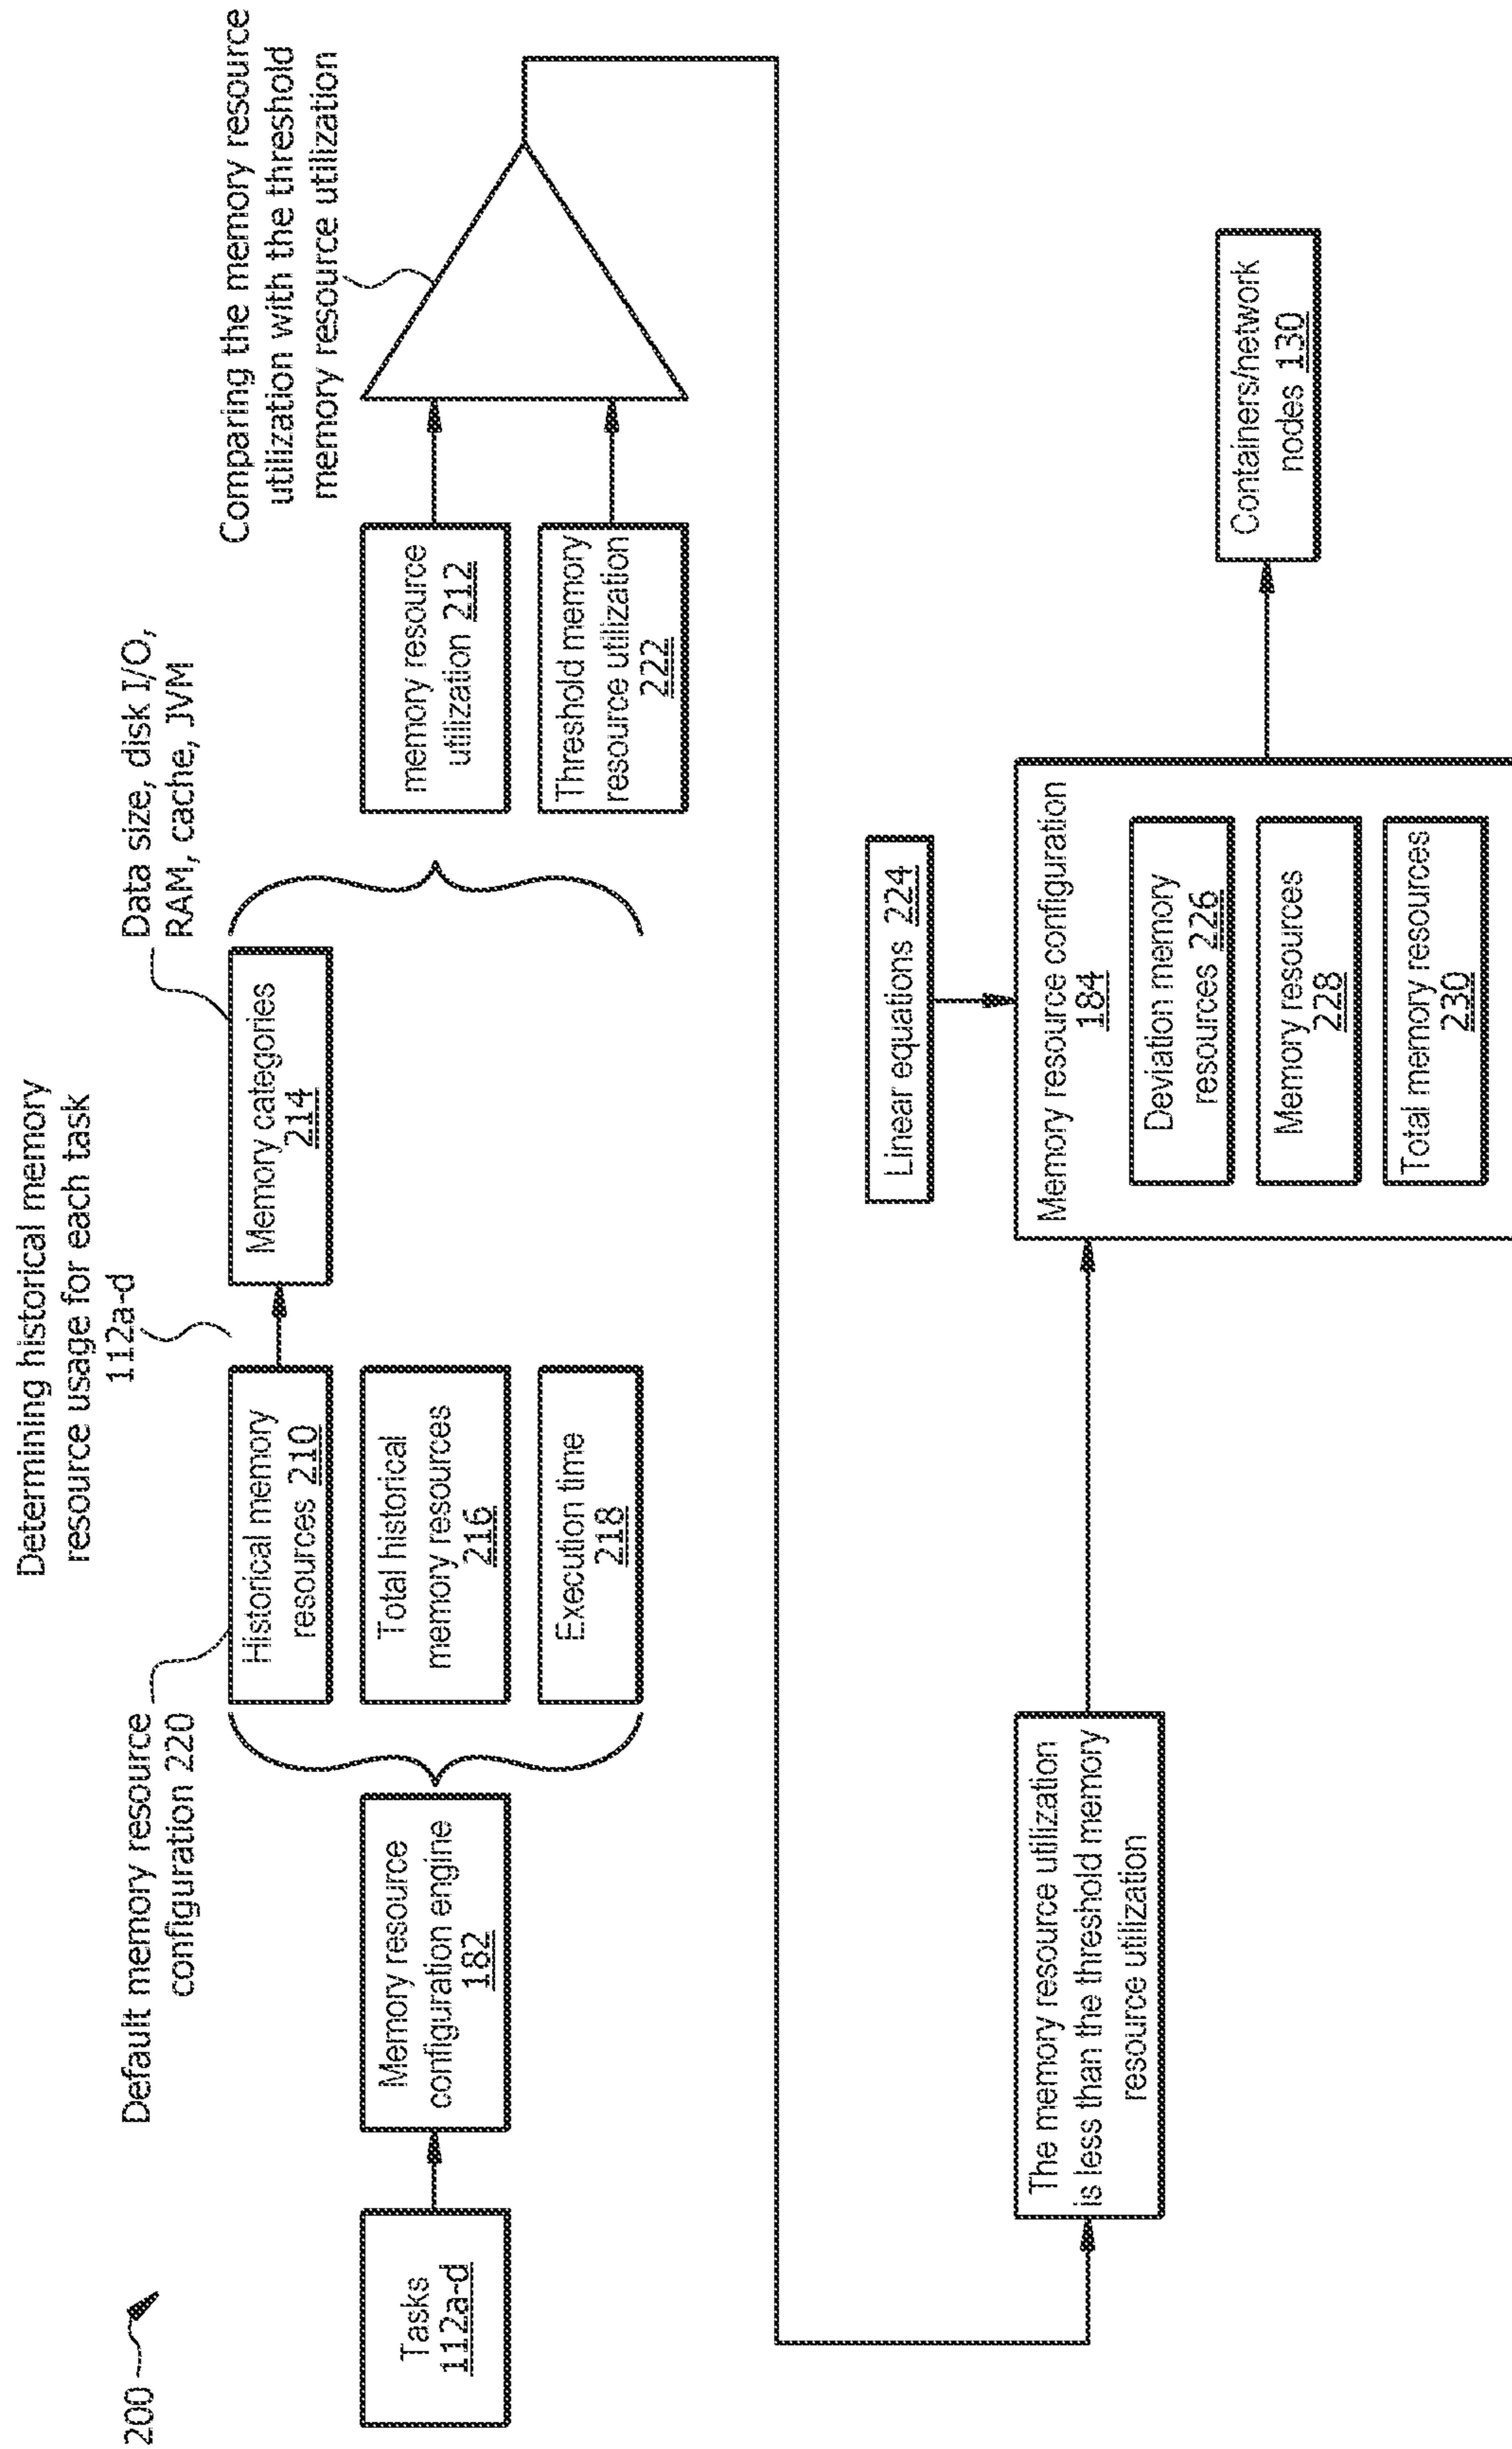 200
Tasks
112a-d
Memory resource
configuration engine
182
Default memory resource
configuration 220
Historical memory
resources 210
Total historical
memory resources
216
Execution time
218
Determining historical memory
resource usage for each task
112a-d
Memory categories
214
Data size, disk I/O,
RAM, cache, JVM
memory resource
utilization 212
Threshold memory
resource utilization
222
Comparing the memory resource
utilization with the threshold
memory resource utilization
The memory resource utilization
is less than the threshold memory
resource utilization
Linear equations 224
Memory resource configuration
184
Deviation memory
resources 226
Memory resources
228
Total memory resources
230
Containers/network
nodes 130